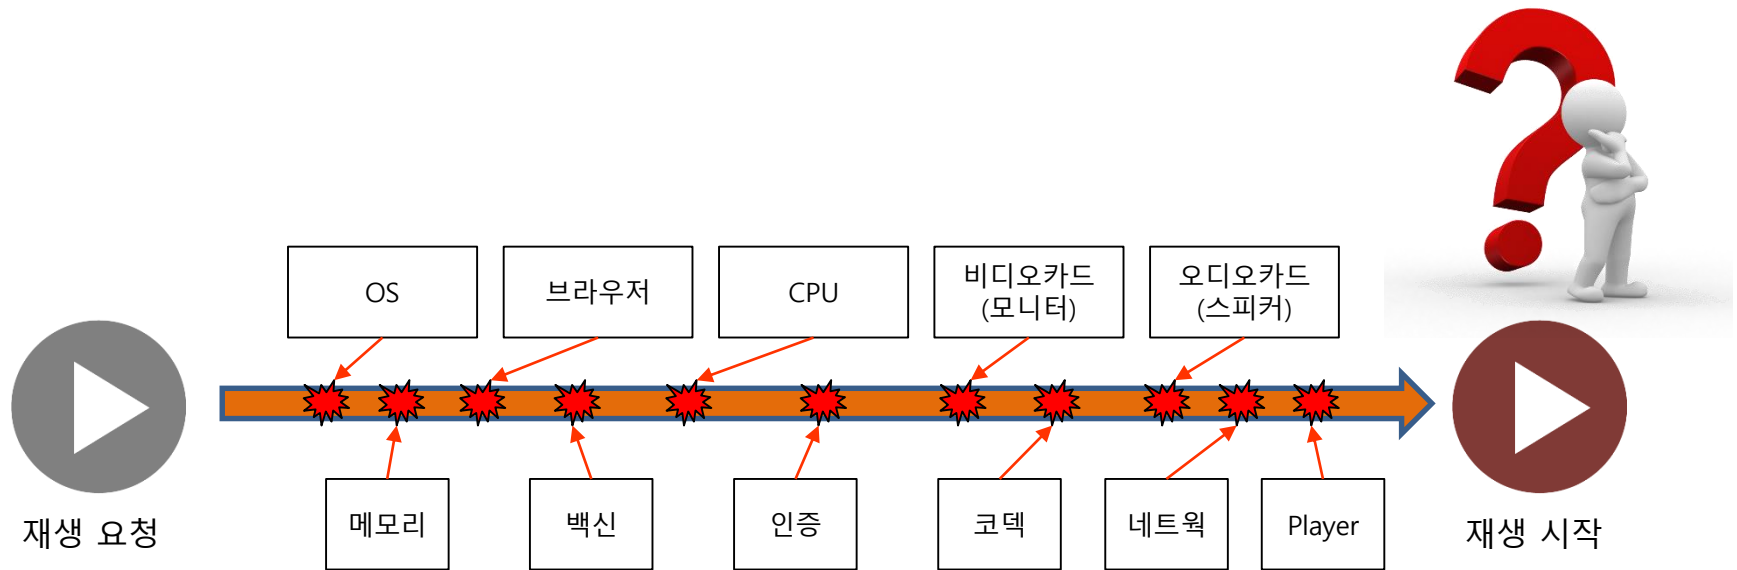 OS
브라우저
CPU
비디오카드
(모니터)
오디오카드
(스피커)
재생 요청
메모리
백신
인증
코덱
네트웍
Player
재생 시작